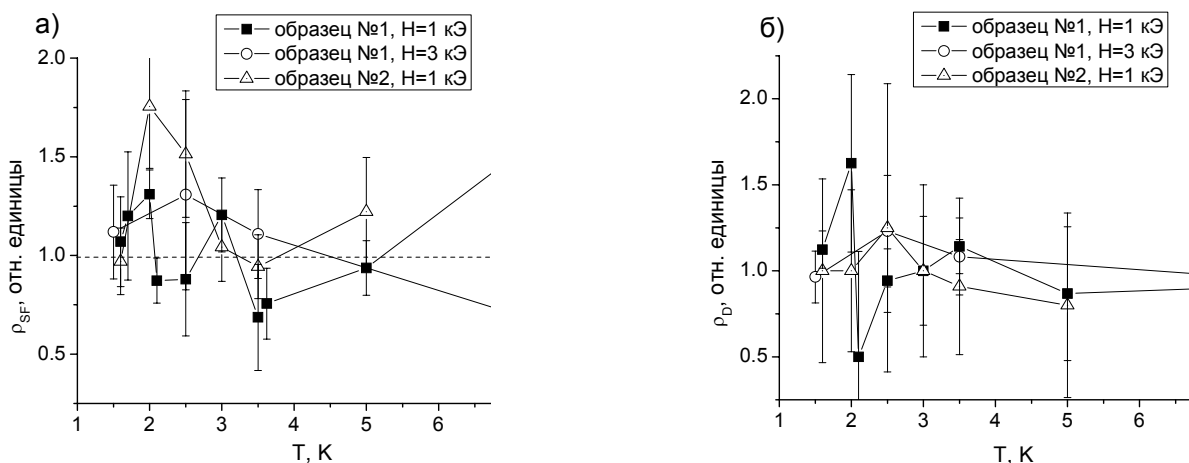 а)
образец №1, H=1 кЭ
образец №1, H=3 кЭ
образец №2, H=1 кЭ
2.0
1.5
1.0
0.5
ρSF, отн. единицы
1 2 3 4 5 6
T, K
б)
образец №1, H=1 кЭ
образец №1, H=3 кЭ
образец №2, H=1 кЭ
2.0
1.5
1.0
0.5
ρD, отн. единицы
1 2 3 4 5 6
T, K